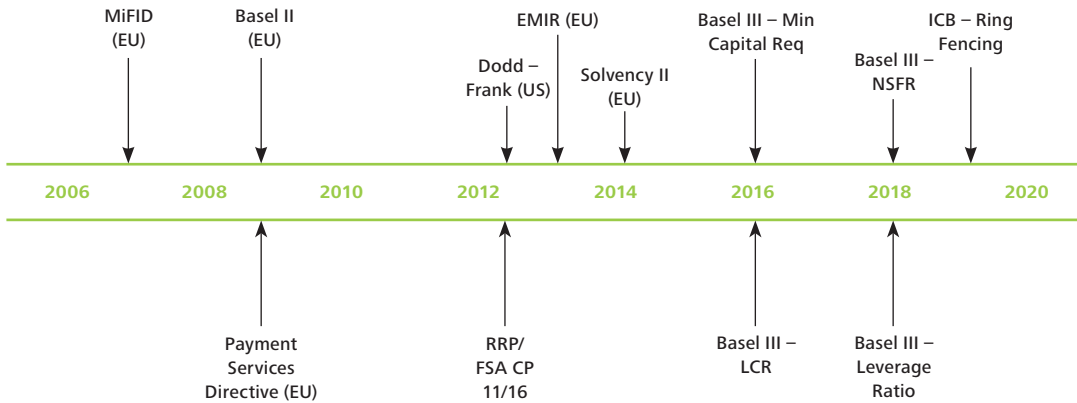 MiFID
(EU)
Basel II
(EU)
Dodd –
Frank (US)
EMIR (EU)
Solvency II
(EU)
Basel III – Min
Capital Req
Basel III –
NSFR
ICB – Ring
Fencing
2006 2008 2010 2012 2014 2016 2018 2020
Payment
Services
Directive (EU)
RRP/
FSA CP
11/16
Basel III –
LCR
Basel III –
Leverage
Ratio